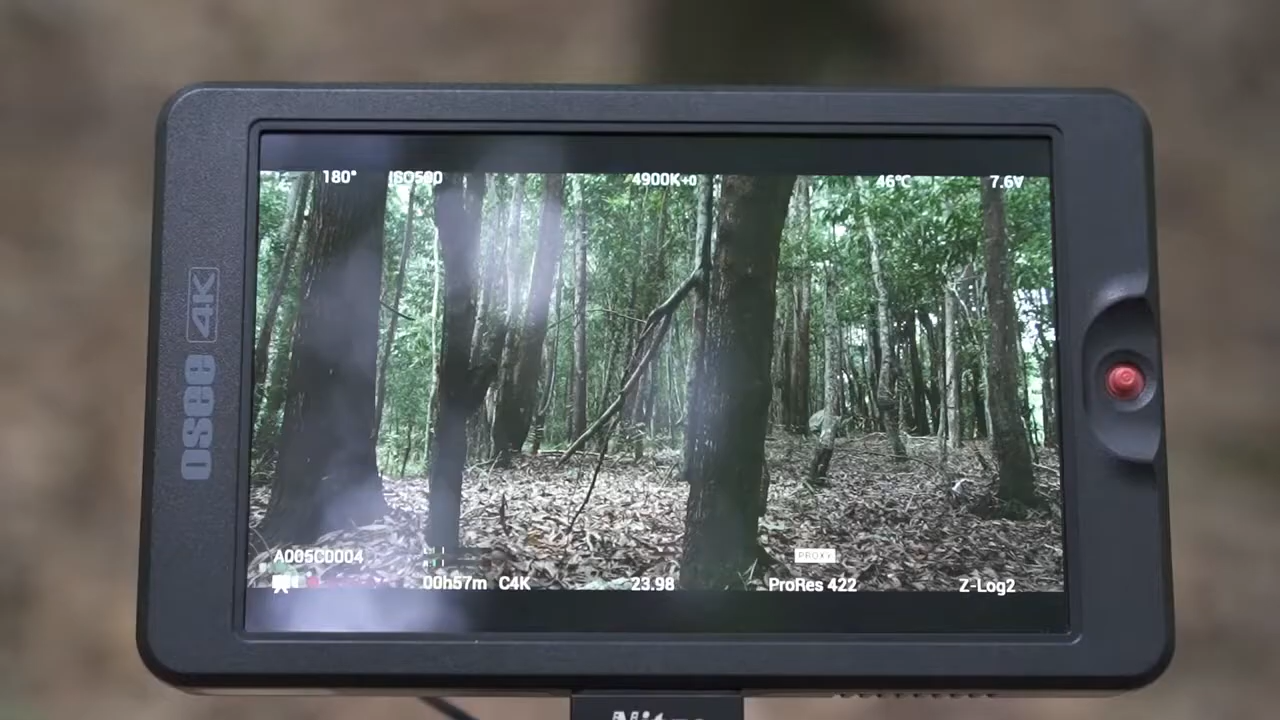 180° ISO500 4900K+0 46°C 7.6V
OSEE 4K
A005C0004
PROXY
00h57m C4K 23.98 ProRes 422 Z-Log2